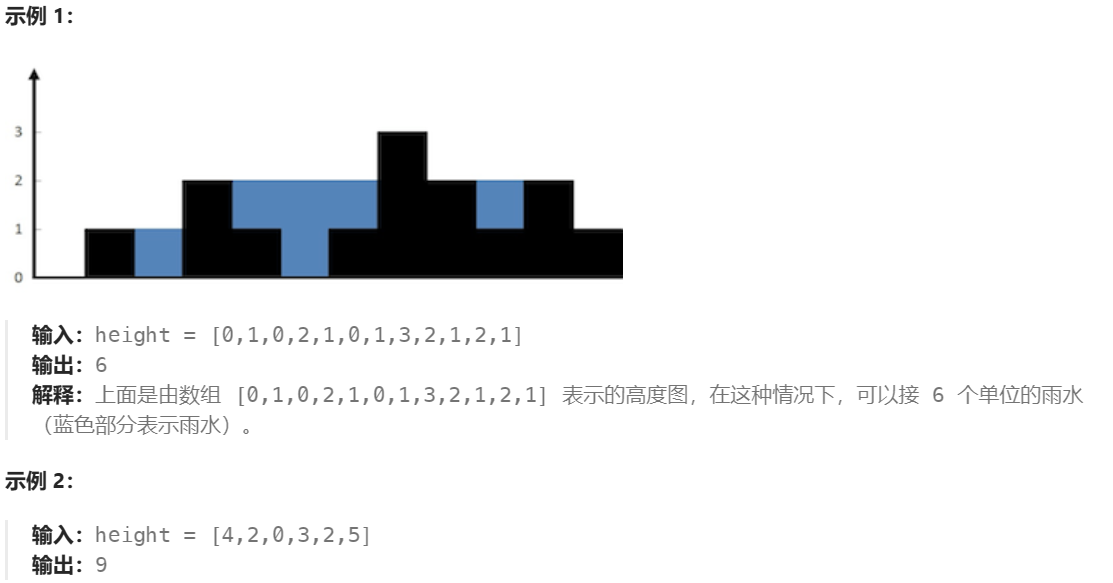 示例 1：
3
2
1
0
输入：height = [0,1,0,2,1,0,1,3,2,1,2,1]
输出：6
解释：上面是由数组 [0,1,0,2,1,0,1,3,2,1,2,1] 表示的高度图，在这种情况下，可以接 6 个单位的雨水
（蓝色部分表示雨水）。
示例 2：
输入：height = [4,2,0,3,2,5]
输出：9